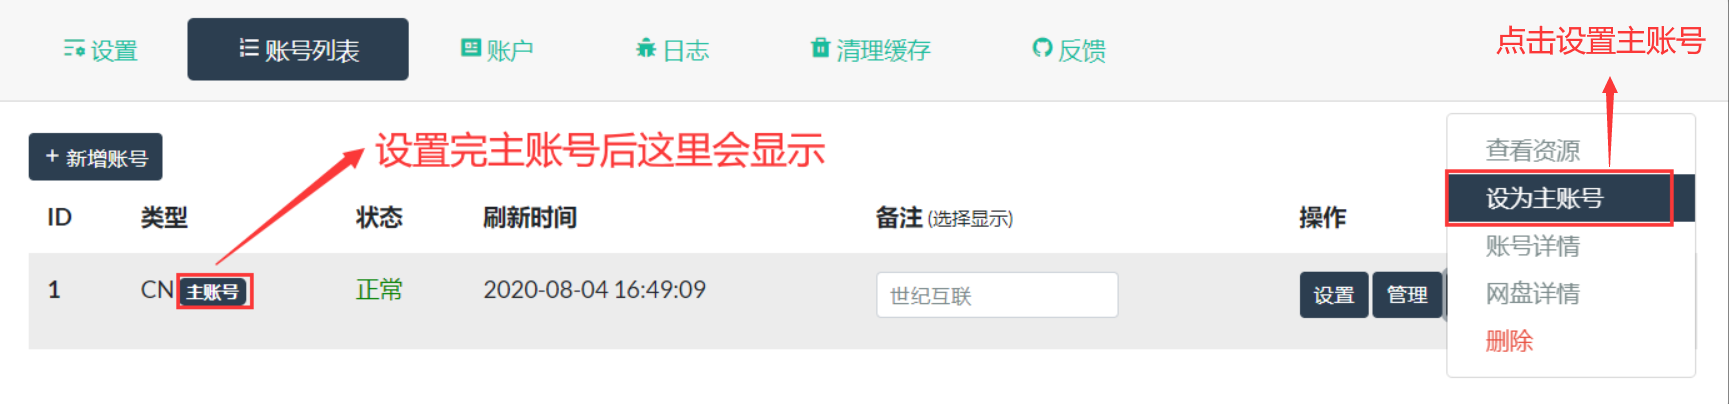 设置 账号列表 账户 日志 清理缓存 反馈 点击设置主账号
+ 新增账号 设置完主账号后这里会显示 查看资源
ID 类型 状态 刷新时间 备注 (选择显示) 操作 设为主账号
账号详情
1 CN 主账号 正常 2020-08-04 16:49:09 世纪互联 设置 管理 网盘详情
删除